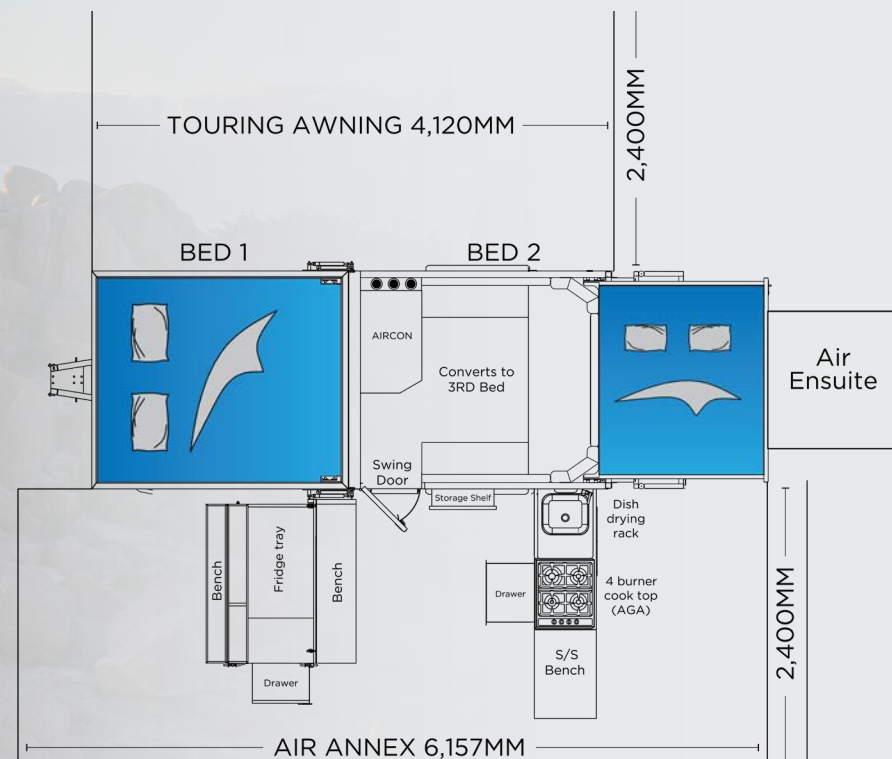 TOURING AWNING 4,120MM
2,400MM
BED 1
BED 2
AIRCON
Converts to
3RD Bed
Air
Ensuite
Swing
Door
Storage Shelf
Dish
drying
rack
Bench
Fridge tray
Bench
Drawer
4 burner
cook top
(AGA)
2,400MM
S/S
Bench
Drawer
AIR ANNEX 6,157MM